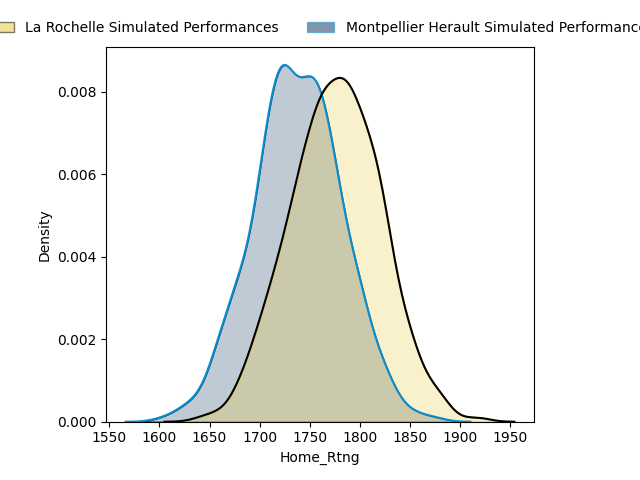 La Rochelle Simulated Performances Montpellier Herault Simulated Performanc
0.008
0.006
0.004
0.002
0.000
Density
1550 1600 1650 1700 1750 1800 1850 1900 1950
Home_Rtng